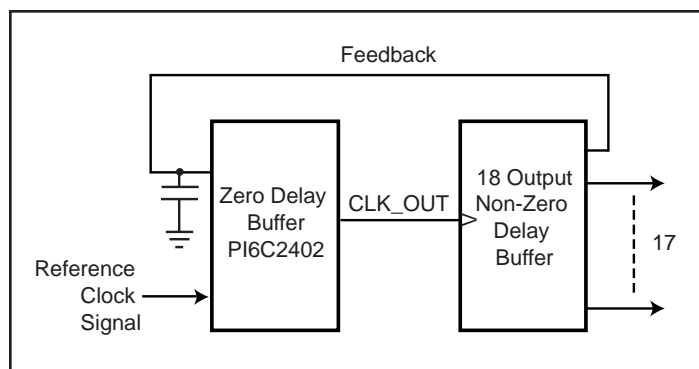 Feedback
Zero Delay
Buffer
PI6C2402
CLK_OUT
18 Output
Non-Zero
Delay
Buffer
17
Reference
Clock
Signal